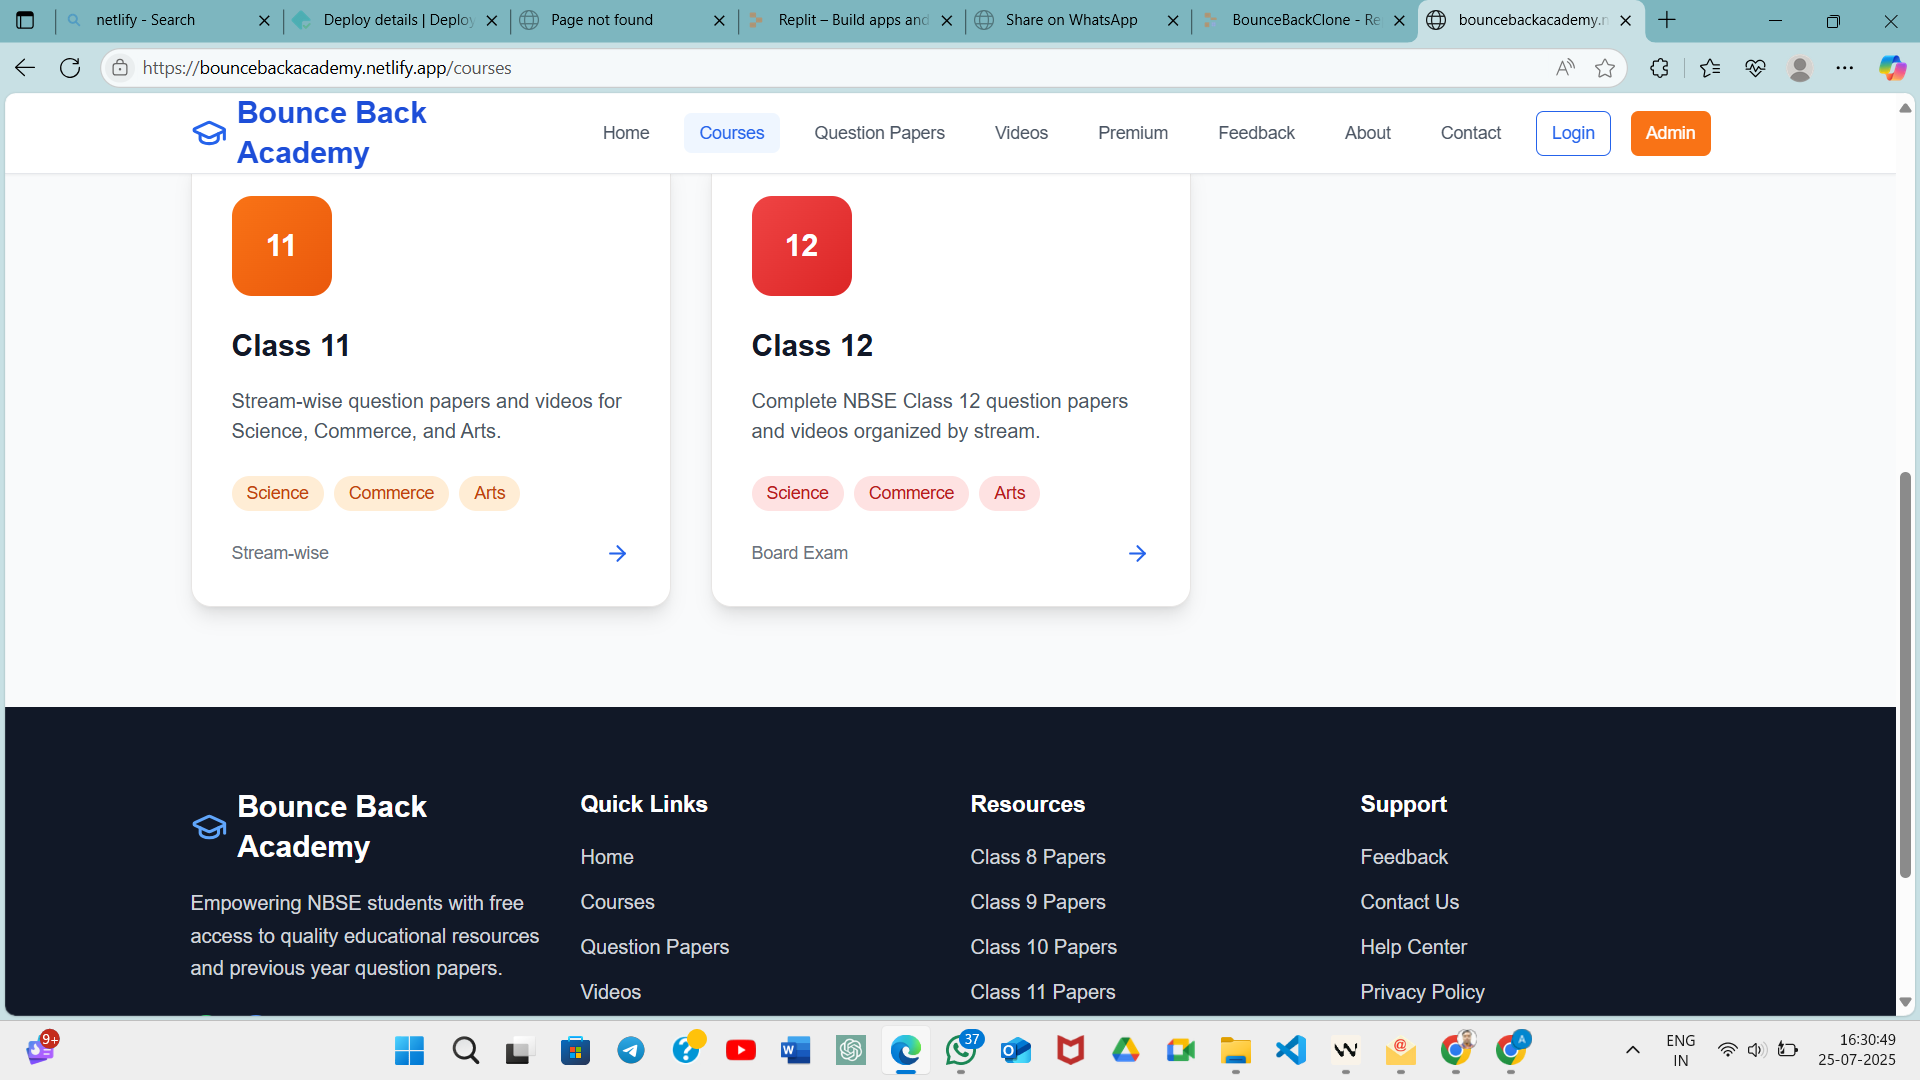 netlify - Search
Deploy details | Deploy
Page not found
Replit – Build apps and
Share on WhatsApp
BounceBackClone - Re
bouncebackacademy.n
https://bouncebackacademy.netlify.app/courses
Bounce Back
Academy
Home
Courses
Question Papers
Videos
Premium
Feedback
About
Contact
Login
Admin
11
Class 11
Stream-wise question papers and videos for
Science, Commerce, and Arts.
Science
Commerce
Arts
Stream-wise
12
Class 12
Complete NBSE Class 12 question papers
and videos organized by stream.
Science
Commerce
Arts
Board Exam
Bounce Back
Academy
Empowering NBSE students with free
access to quality educational resources
and previous year question papers.
Quick Links
Home
Courses
Question Papers
Videos
Resources
Class 8 Papers
Class 9 Papers
Class 10 Papers
Class 11 Papers
Support
Feedback
Contact Us
Help Center
Privacy Policy
9+
37
A
ENG
IN
16:30:49
25-07-2025